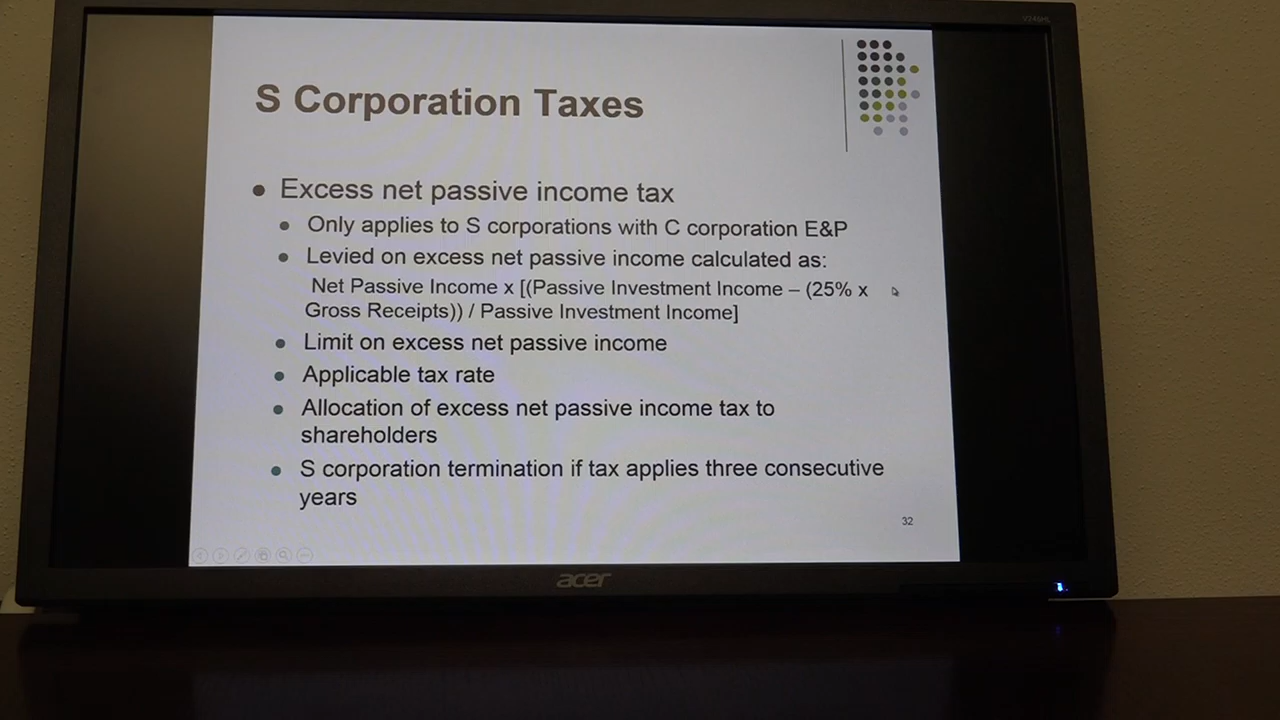 V246HL
S Corporation Taxes
Excess net passive income tax
Only applies to S corporations with C corporation E&P
Levied on excess net passive income calculated as:
Net Passive Income x [(Passive Investment Income – (25% x
Gross Receipts)) / Passive Investment Income]
Limit on excess net passive income
Applicable tax rate
Allocation of excess net passive income tax to
shareholders
S corporation termination if tax applies three consecutive
years
32
acer